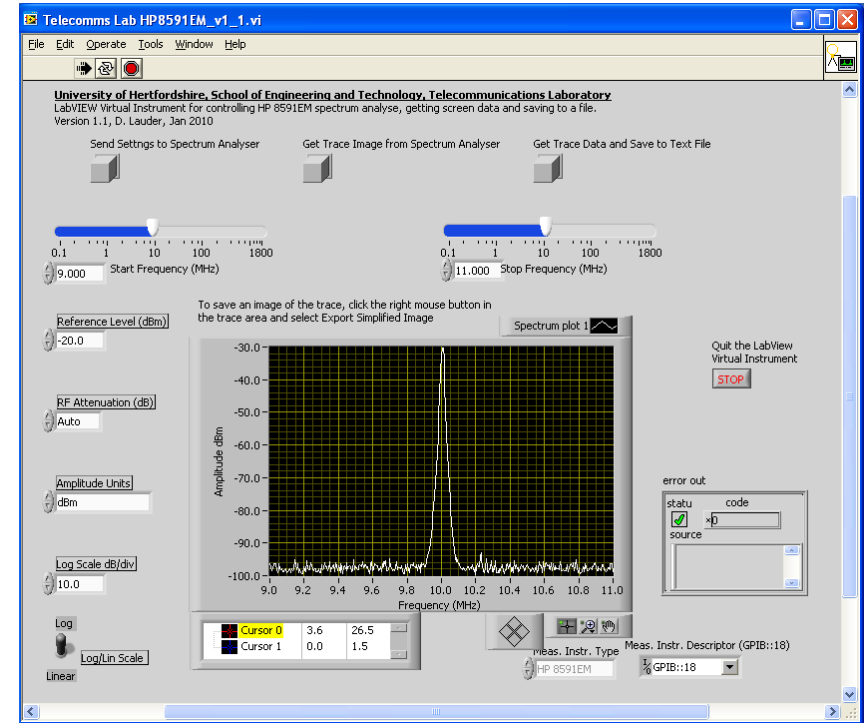 Telecomms Lab HP8591EM_v1_1.vi
File Edit Operate Tools Window Help
University of Hertfordshire, School of Engineering and Technology, Telecommunications Laboratory
LabVIEW Virtual Instrument for controlling HP 8591EM spectrum analyse, getting screen data and saving to a file.
Version 1.1, D. Lauder, Jan 2010
Send Settngs to Spectrum Analyser
Get Trace Image from Spectrum Analyser
Get Trace Data and Save to Text File
0.1 1 10 100 1800
9.000 Start Frequency (MHz)
0.1 1 10 100 1800
11.000 Stop Frequency (MHz)
To save an image of the trace, click the right mouse button in
the trace area and select Export Simplified Image
Spectrum plot 1
Reference Level (dBm)
-20.0
RF Attenuation (dB)
Auto
Amplitude Units
dBm
Log Scale dB/div
10.0
Log
Log/Lin Scale
Linear
Amplitude dBm
-30.0
-40.0
-50.0
-60.0
-70.0
-80.0
-90.0
-100.0
9.0 9.2 9.4 9.6 9.8 10.0 10.2 10.4 10.6 10.8 11.0
Frequency (MHz)
Cursor 0 3.6 26.5
Cursor 1 0.0 1.5
Quit the LabView
Virtual Instrument
STOP
error out
statu code
×0
source
Meas. Instr. Type
HP 8591EM
Meas. Instr. Descriptor (GPIB::18)
GPIB::18